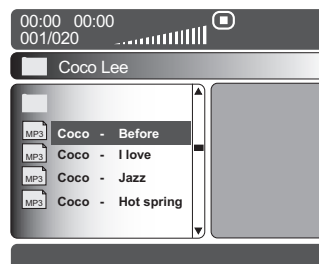 00:00 00:00
001/020
Coco Lee
MP3 Coco - Before
MP3 Coco - I love
MP3 Coco - Jazz
MP3 Coco - Hot spring